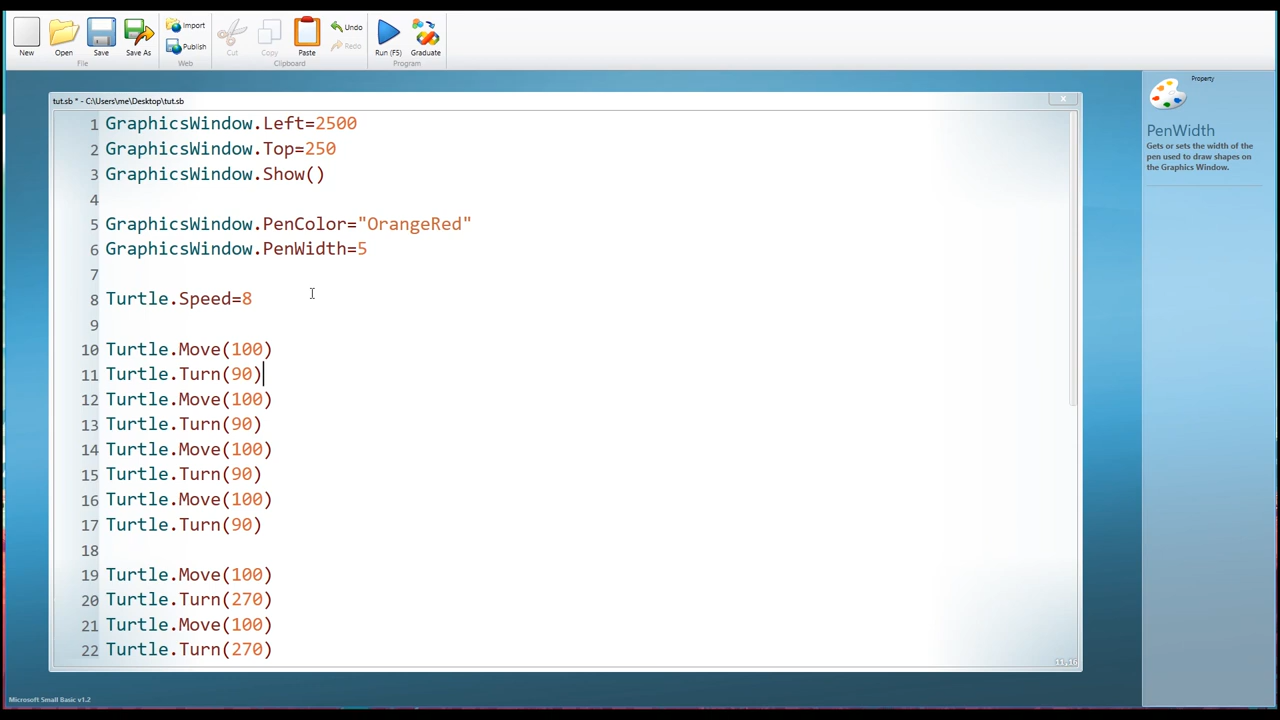 New
Open
Save
Save As
File
Import
Publish
Web
Cut
Copy
Paste
Clipboard
Undo
Redo
Run (F5)
Graduate
Program
tut.sb * - C:\Users\me\Desktop\tut.sb
x
1 GraphicsWindow.Left=2500
2 GraphicsWindow.Top=250
3 GraphicsWindow.Show()
4
5 GraphicsWindow.PenColor="OrangeRed"
6 GraphicsWindow.PenWidth=5
7
8 Turtle.Speed=8
9
10 Turtle.Move(100)
11 Turtle.Turn(90)
12 Turtle.Move(100)
13 Turtle.Turn(90)
14 Turtle.Move(100)
15 Turtle.Turn(90)
16 Turtle.Move(100)
17 Turtle.Turn(90)
18
19 Turtle.Move(100)
20 Turtle.Turn(270)
21 Turtle.Move(100)
22 Turtle.Turn(270)
11,16
Property
PenWidth
Gets or sets the width of the
pen used to draw shapes on
the Graphics Window.
Microsoft Small Basic v1.2